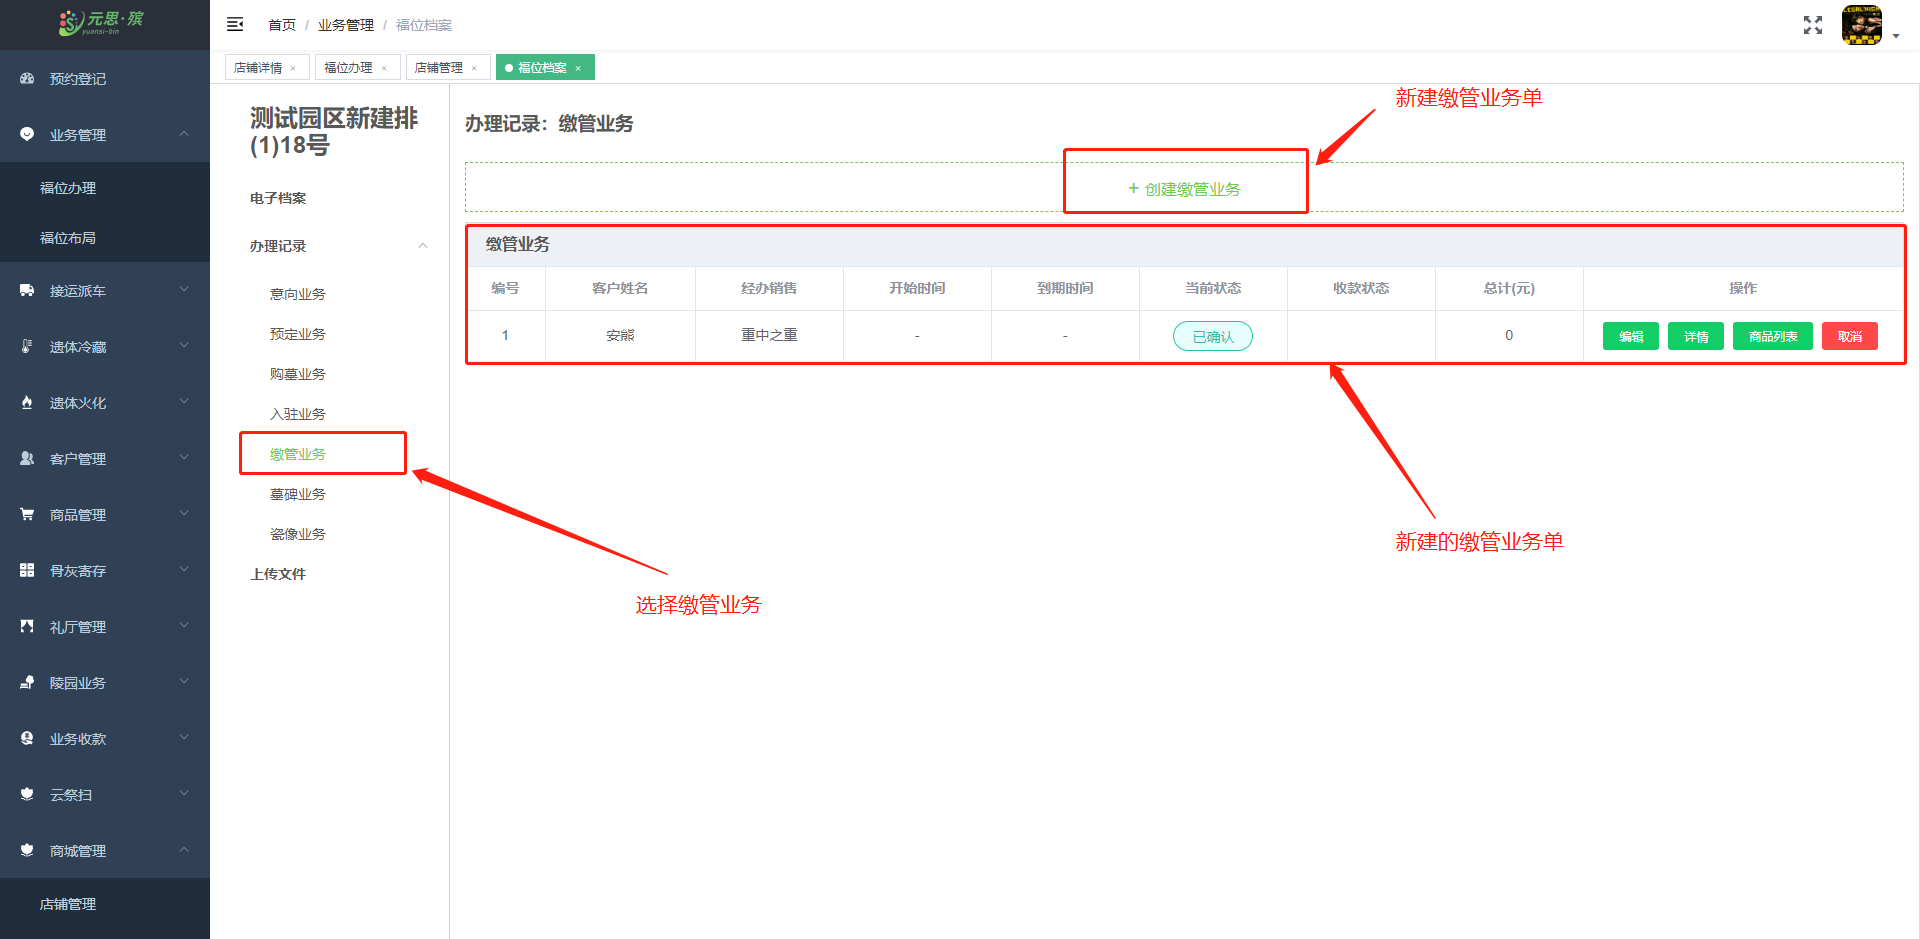 元思·殡
yuansi-bin
首页 / 业务管理 / 福位档案
店铺详情 × 福位办理 × 店铺管理 × 福位档案 ×
预约登记
业务管理
福位办理
福位布局
接运派车
遗体冷藏
遗体火化
客户管理
商品管理
骨灰寄存
礼厅管理
陵园业务
业务收款
云祭扫
商城管理
店铺管理
测试园区新建排
(1)18号
电子档案
办理记录
意向业务
预定业务
购墓业务
入驻业务
缴管业务
墓碑业务
瓷像业务
上传文件
办理记录：缴管业务
新建缴管业务单
+ 创建缴管业务
缴管业务
编号 客户姓名 经办销售 开始时间 到期时间 当前状态 收款状态 总计(元) 操作
1 安熊 重中之重 - - 已确认 0 编辑 详情 商品列表 取消
新建的缴管业务单
选择缴管业务